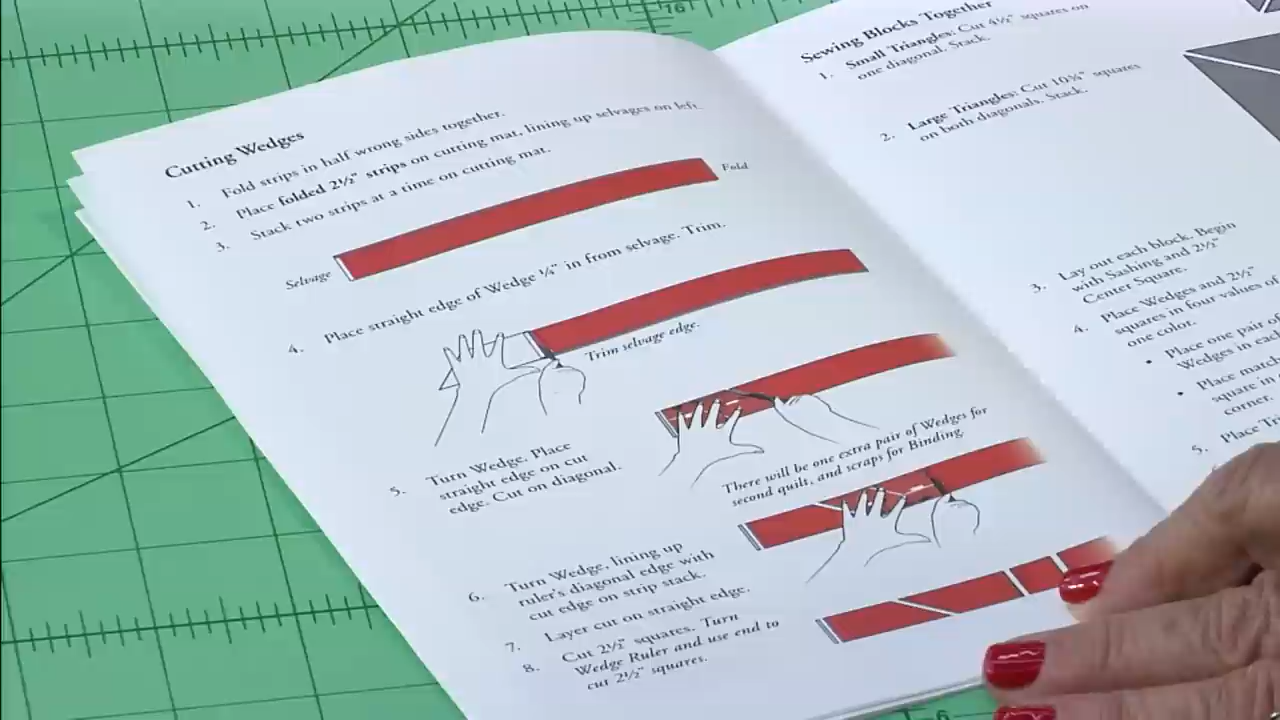 Cutting Wedges
1. Fold strips in half wrong sides together.
2. Place folded 2½" strips on cutting mat, lining up selvages on left.
3. Stack two strips at a time on cutting mat.
Fold
Selvage
4. Place straight edge of Wedge ¼" in from selvage. Trim.
Trim selvage edge.
5. Turn Wedge. Place
straight edge on cut
edge. Cut on diagonal.
There will be one extra pair of Wedges for
second quilt, and scraps for Binding.
6. Turn Wedge, lining up
ruler's diagonal edge with
cut edge on strip stack.
7. Layer cut on straight edge.
8. Cut 2½" squares. Turn
Wedge Ruler and use end to
cut 2½" squares.
Sewing Blocks Together
1. Small Triangles: Cut 4½" squares on
one diagonal. Stack.
2. Large Triangles: Cut 10¾" squares
on both diagonals. Stack.
3. Lay out each block. Begin
with Sashing and 2½"
Center Square.
4. Place Wedges and 2½"
squares in four values of
one color.
• Place one pair of
Wedges in each
• Place match
square in
corner.
5. Place
16
6